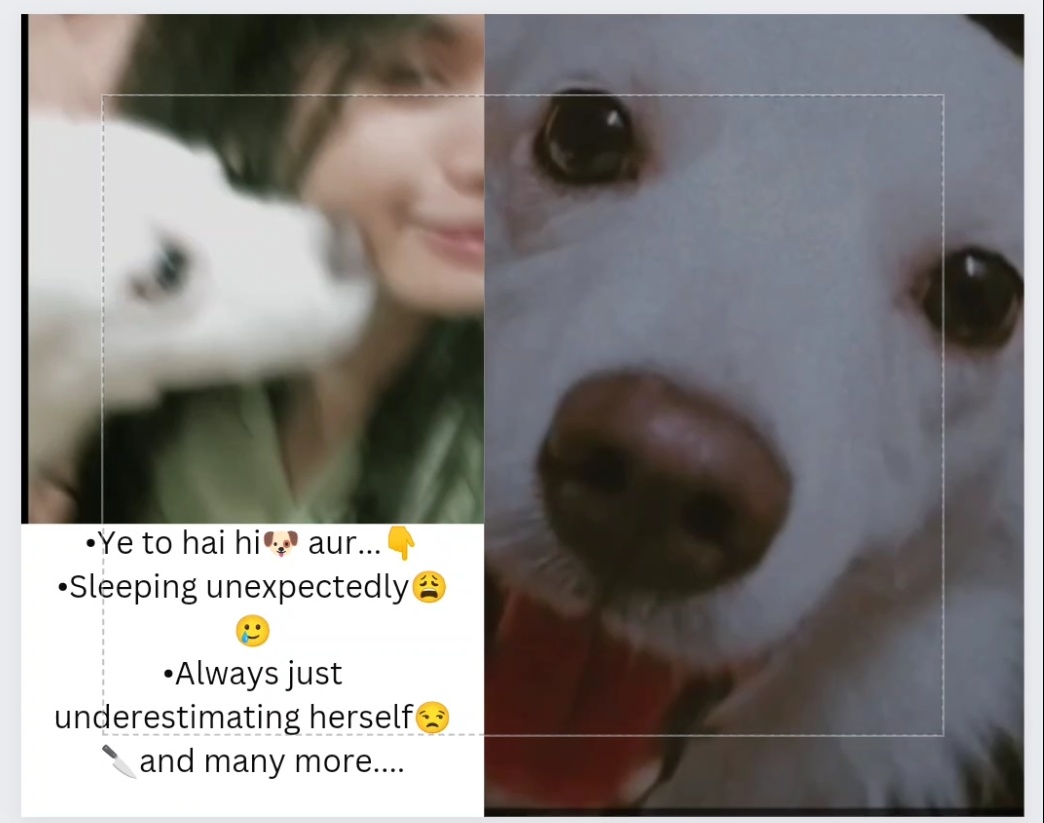 •Ye to hai hi🐶 aur...👇
•Sleeping unexpectedly😩
🥲
•Always just
underestimating herself😒
🔪and many more....